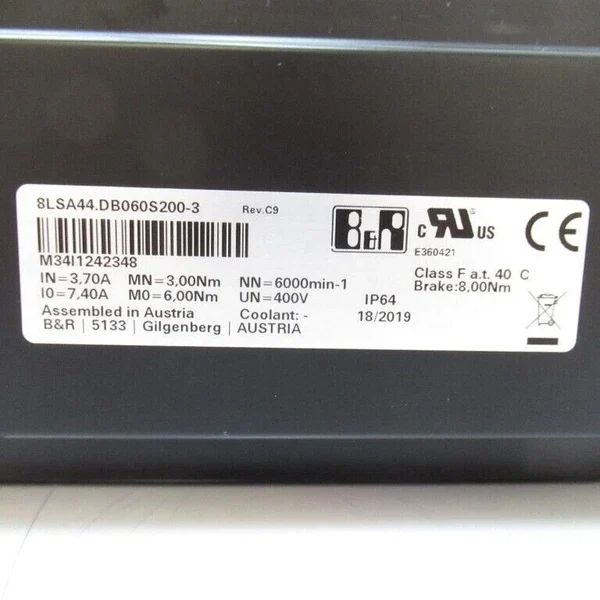 8LSA44.DB060S200-3 Rev.C9
B&R
c RU US
E360421
CE
M34I1242348
IN=3,70A MN=3,00Nm NN=6000min-1
I0=7,40A M0=6,00Nm UN=400V IP64
Class F a.t. 40 C
Brake:8,00Nm
Assembled in Austria Coolant: - 18/2019
B&R | 5133 | Gilgenberg | AUSTRIA